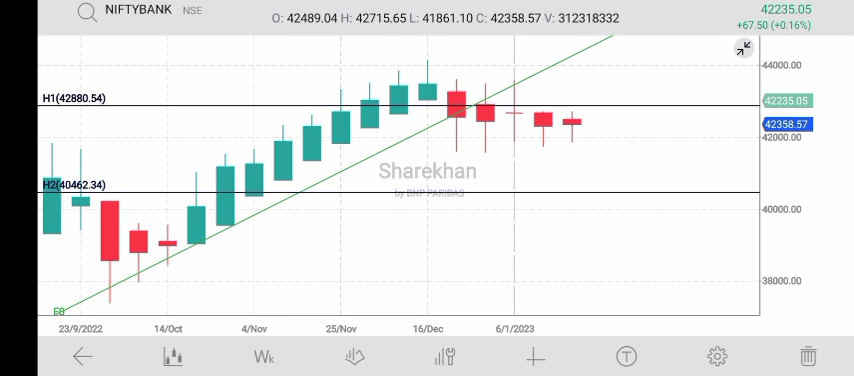 NIFTYBANK NSE
O: 42489.04 H: 42715.65 L: 41861.10 C: 42358.57 V: 312318332
42235.05
+67.50 (+0.16%)
44000.00
H1(42880.54)
42235.05
42358.57
42000.00
Sharekhan
by BNP PARIBAS
H2(40462.34)
40000.00
38000.00
23/9/2022 14/Oct 4/Nov 25/Nov 16/Dec 6/1/2023
Wk
T